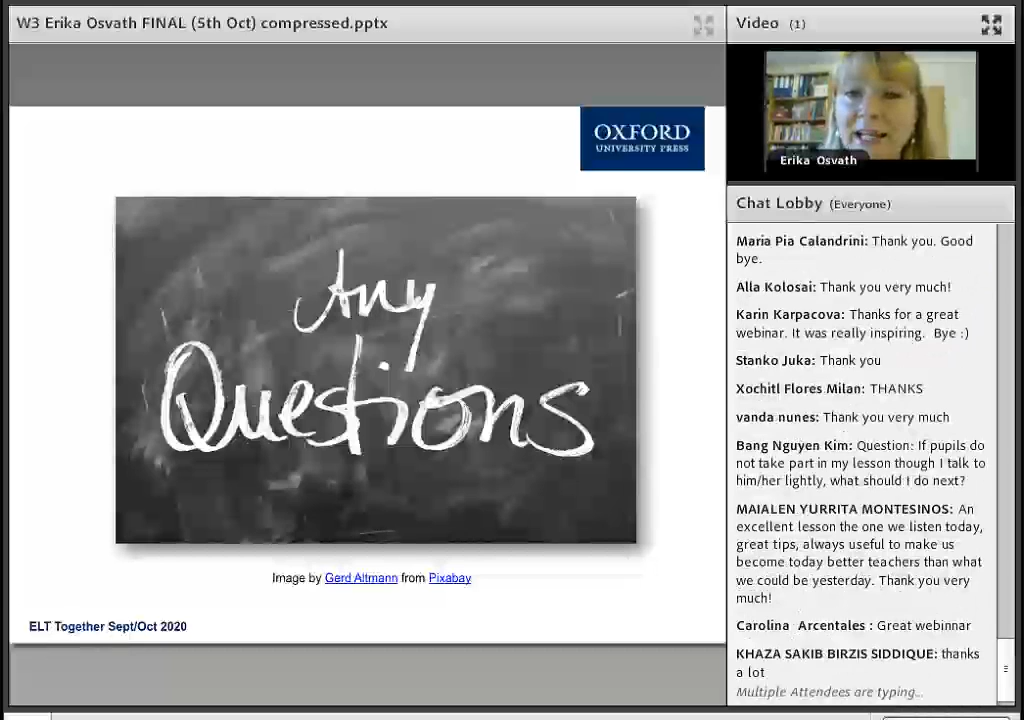 W3 Erika Osvath FINAL (5th Oct) compressed.pptx
OXFORD
UNIVERSITY PRESS
Any
Questions
Image by Gerd Altmann from Pixabay
ELT Together Sept/Oct 2020
Video (1)
Erika Osvath
Chat Lobby (Everyone)
Maria Pia Calandrini: Thank you. Good
bye.
Alla Kolosai: Thank you very much!
Karin Karpacova: Thanks for a great
webinar. It was really inspiring. Bye :)
Stanko Juka: Thank you
Xochitl Flores Milan: THANKS
vanda nunes: Thank you very much
Bang Nguyen Kim: Question: If pupils do
not take part in my lesson though I talk to
him/her lightly, what should I do next?
MAIALEN YURRITA MONTESINOS: An
excellent lesson the one we listen today,
great tips, always useful to make us
become today better teachers than what
we could be yesterday. Thank you very
much!
Carolina Arcentales : Great webinnar
KHAZA SAKIB BIRZIS SIDDIQUE: thanks
a lot
Multiple Attendees are typing...